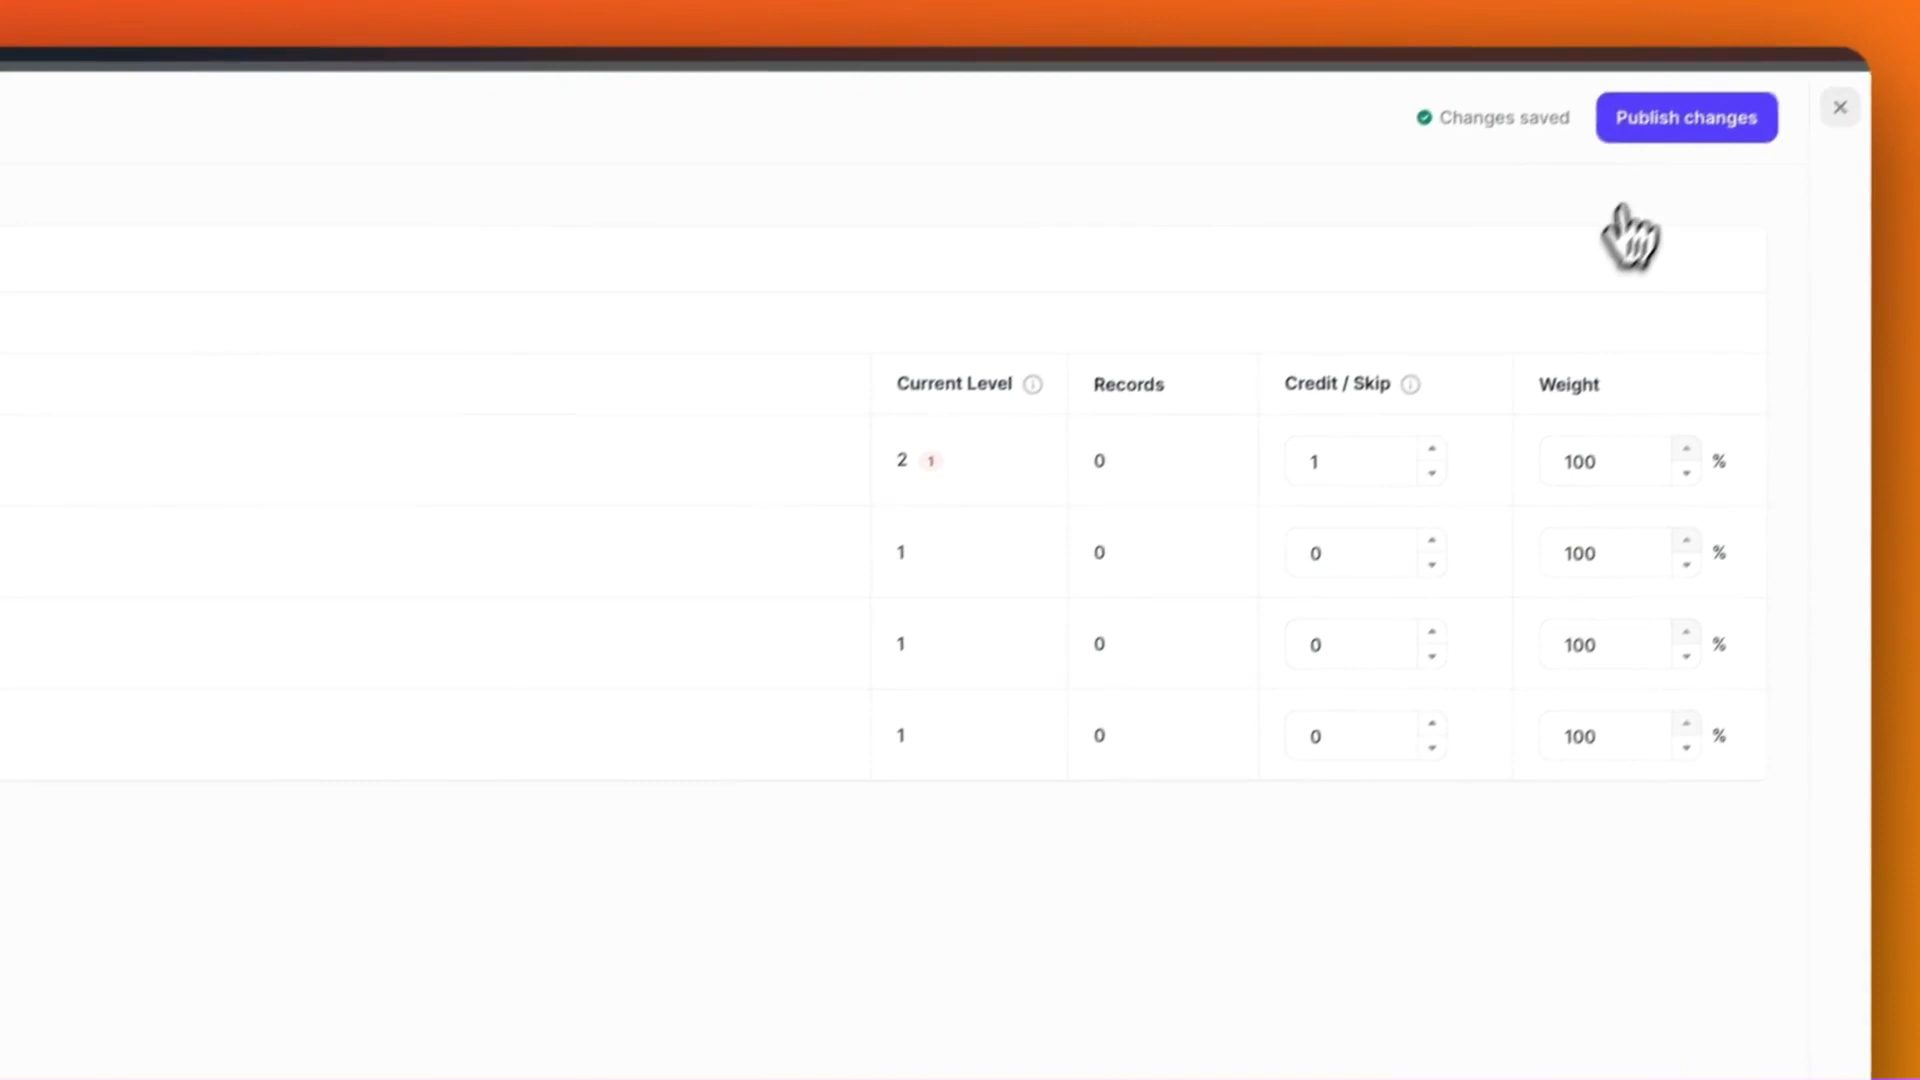 Changes saved
Publish changes
Current Level
Records
Credit / Skip
Weight
2 1
0
1
100 %
1
0
0
100 %
1
0
0
100 %
1
0
0
100 %